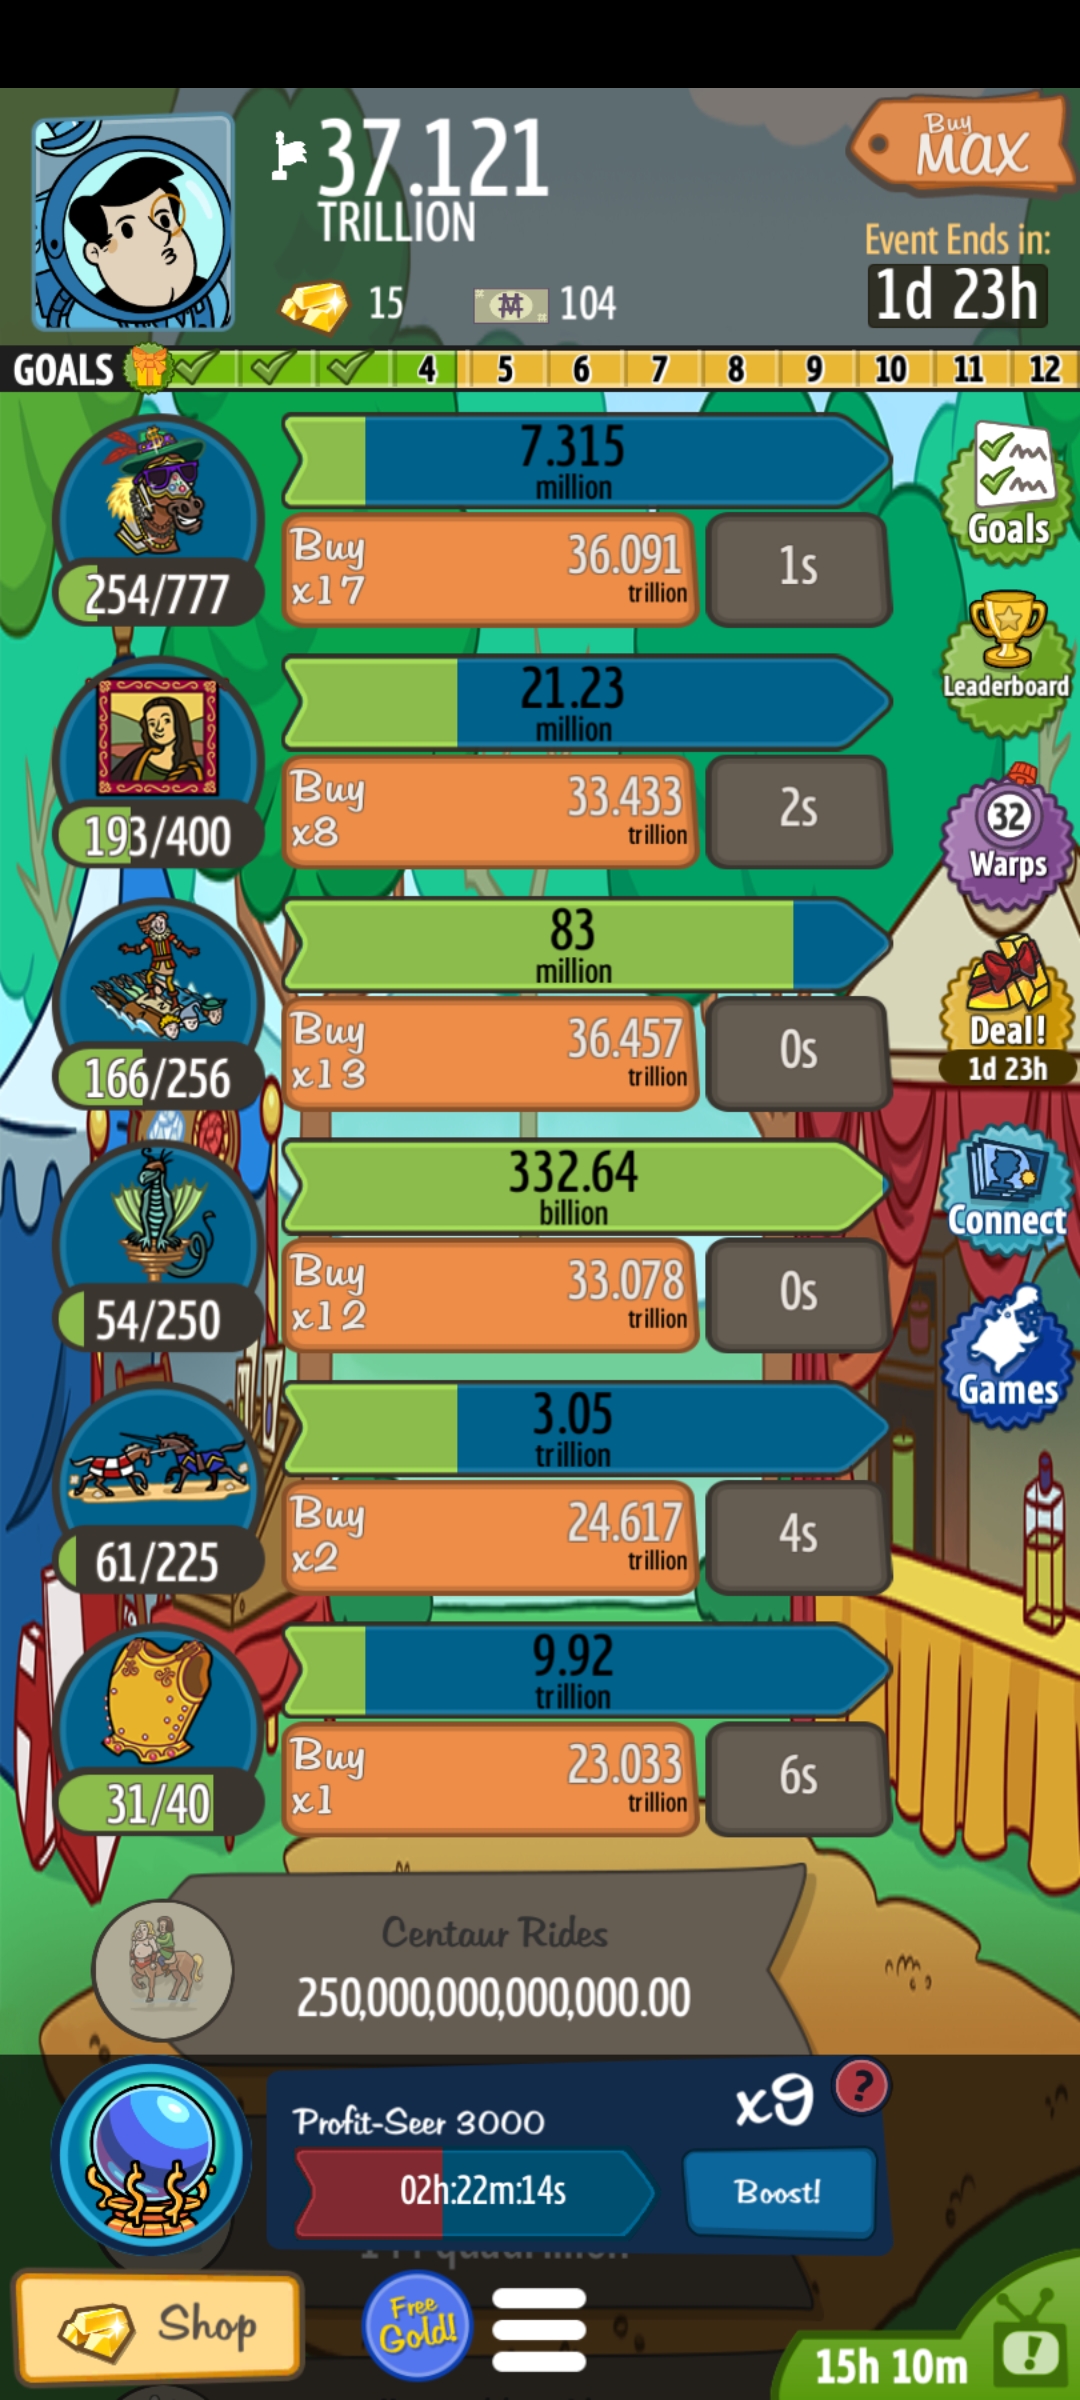 37.121
TRILLION
15
104
Buy
MAX
Event Ends in:
1d 23h
GOALS 4 5 6 7 8 9 10 11 12
7.315
million
Buy
x17
36.091
trillion
1s
254/777
Goals
21.23
million
Buy
x8
33.433
trillion
2s
193/400
Leaderboard
32
Warps
83
million
Buy
x13
36.457
trillion
0s
166/256
Deal!
1d 23h
332.64
billion
Buy
x12
33.078
trillion
0s
54/250
Connect
Games
3.05
trillion
Buy
x2
24.617
trillion
4s
61/225
9.92
trillion
Buy
x1
23.033
trillion
6s
31/40
Centaur Rides
250,000,000,000,000.00
Profit-Seer 3000
x9
?
02h:22m:14s
Boost!
Shop
Free
Gold!
15h 10m
!